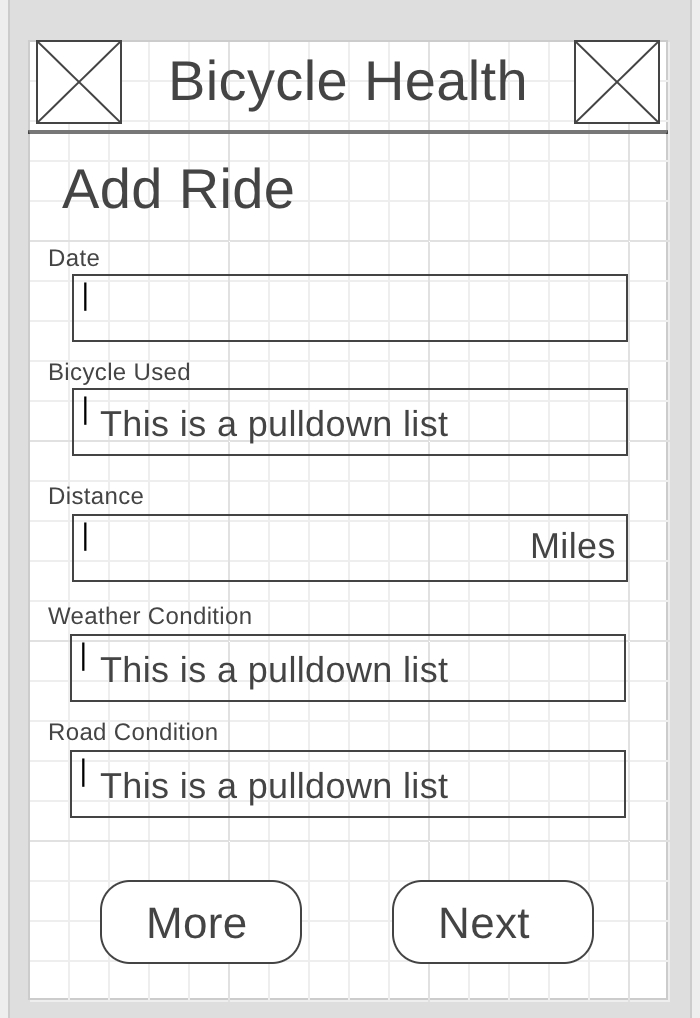 Bicycle Health
Add Ride
Date
Bicycle Used
This is a pulldown list
Distance
Miles
Weather Condition
This is a pulldown list
Road Condition
This is a pulldown list
More Next